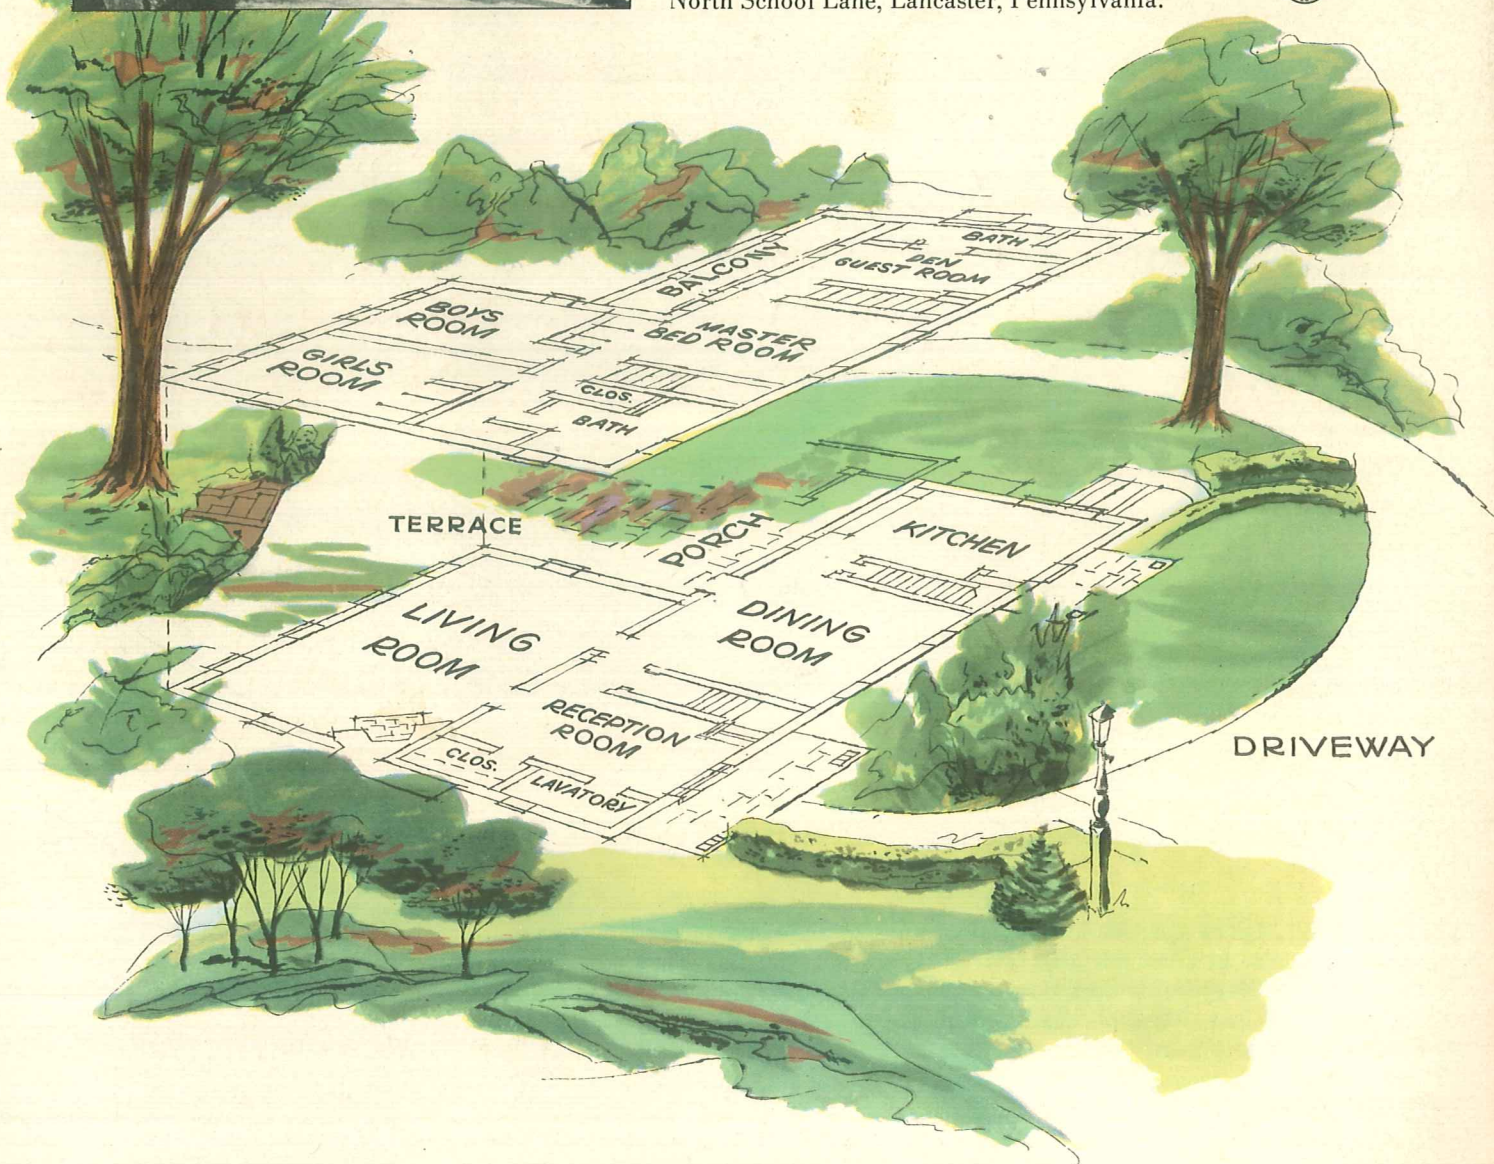 North School Lane, Lancaster, Pennsylvania.
BATH
DEN
GUEST ROOM
BALCONY
BOYS
ROOM
MASTER
BED ROOM
GIRLS
ROOM
CLOS.
BATH
TERRACE
PORCH
KITCHEN
LIVING
ROOM
DINING
ROOM
RECEPTION
ROOM
CLOS.
LAVATORY
DRIVEWAY